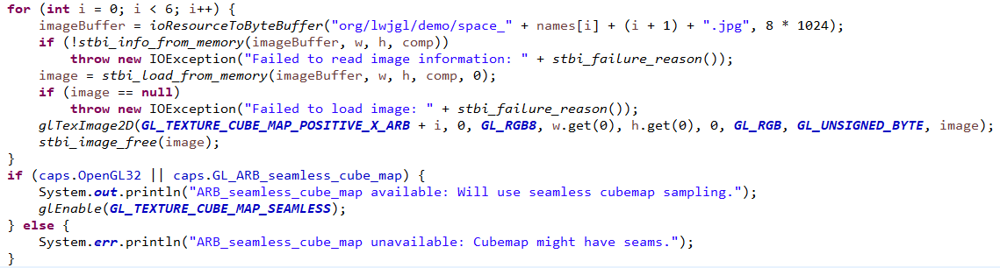 for (int i = 0; i < 6; i++) {
    imageBuffer = ioResourceToByteBuffer("org/lwjgl/demo/space_" + names[i] + (i + 1) + ".jpg", 8 * 1024);
    if (!stbi_info_from_memory(imageBuffer, w, h, comp))
        throw new IOException("Failed to read image information: " + stbi_failure_reason());
    image = stbi_load_from_memory(imageBuffer, w, h, comp, 0);
    if (image == null)
        throw new IOException("Failed to load image: " + stbi_failure_reason());
    glTexImage2D(GL_TEXTURE_CUBE_MAP_POSITIVE_X_ARB + i, 0, GL_RGB8, w.get(0), h.get(0), 0, GL_RGB, GL_UNSIGNED_BYTE, image);
    stbi_image_free(image);
}
if (caps.OpenGL32 || caps.GL_ARB_seamless_cube_map) {
    System.out.println("ARB_seamless_cube_map available: Will use seamless cubemap sampling.");
    glEnable(GL_TEXTURE_CUBE_MAP_SEAMLESS);
} else {
    System.err.println("ARB_seamless_cube_map unavailable: Cubemap might have seams.");
}